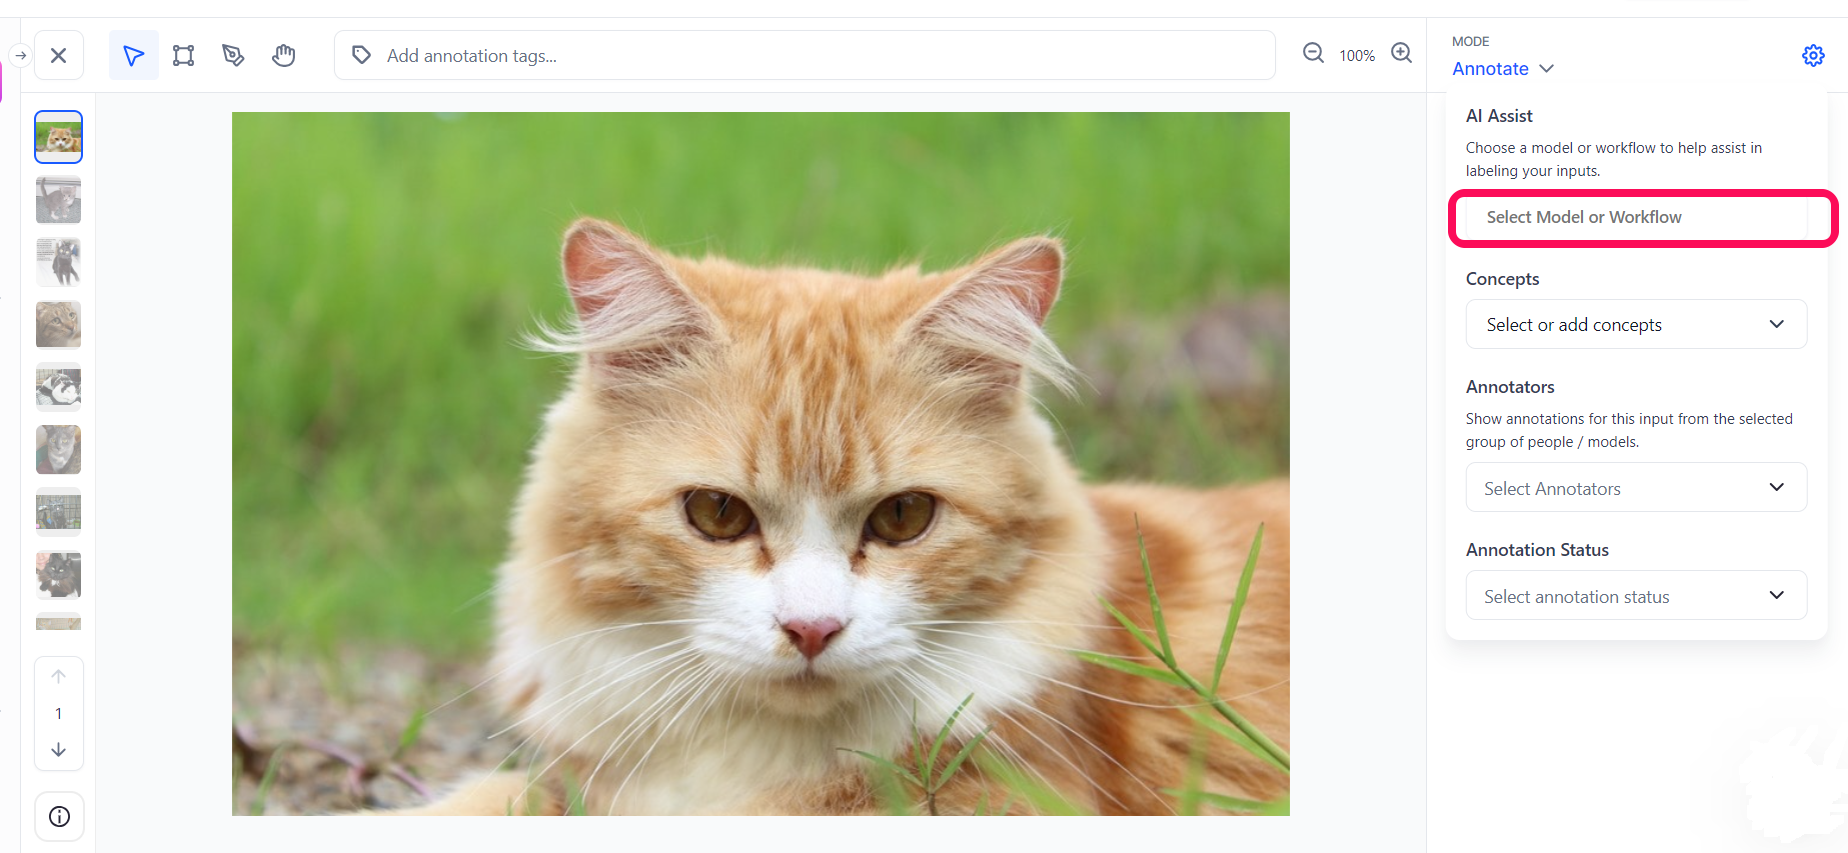 Add annotation tags...
100%
MODE
Annotate
AI Assist
Choose a model or workflow to help assist in
labeling your inputs.
Select Model or Workflow
Concepts
Select or add concepts
Annotators
Show annotations for this input from the selected
group of people / models.
Select Annotators
Annotation Status
Select annotation status
1